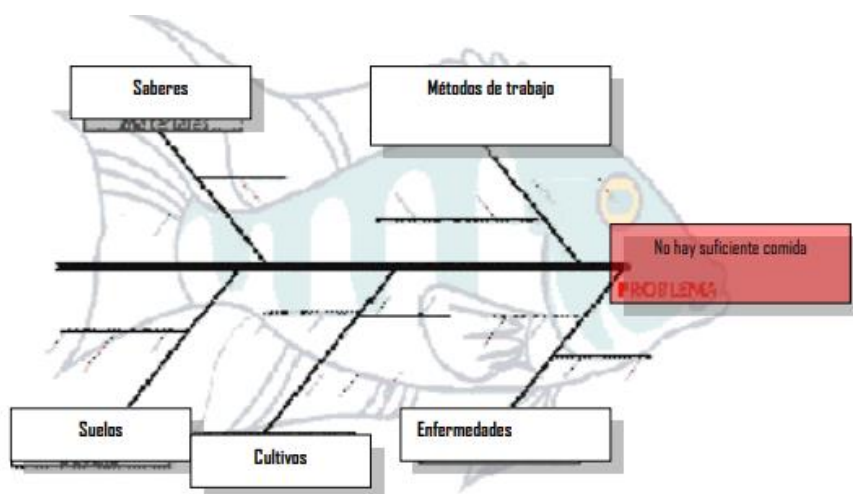 Saberes
Métodos de trabajo
No hay suficiente comida
PROBLEMA
Suelos
Cultivos
Enfermedades